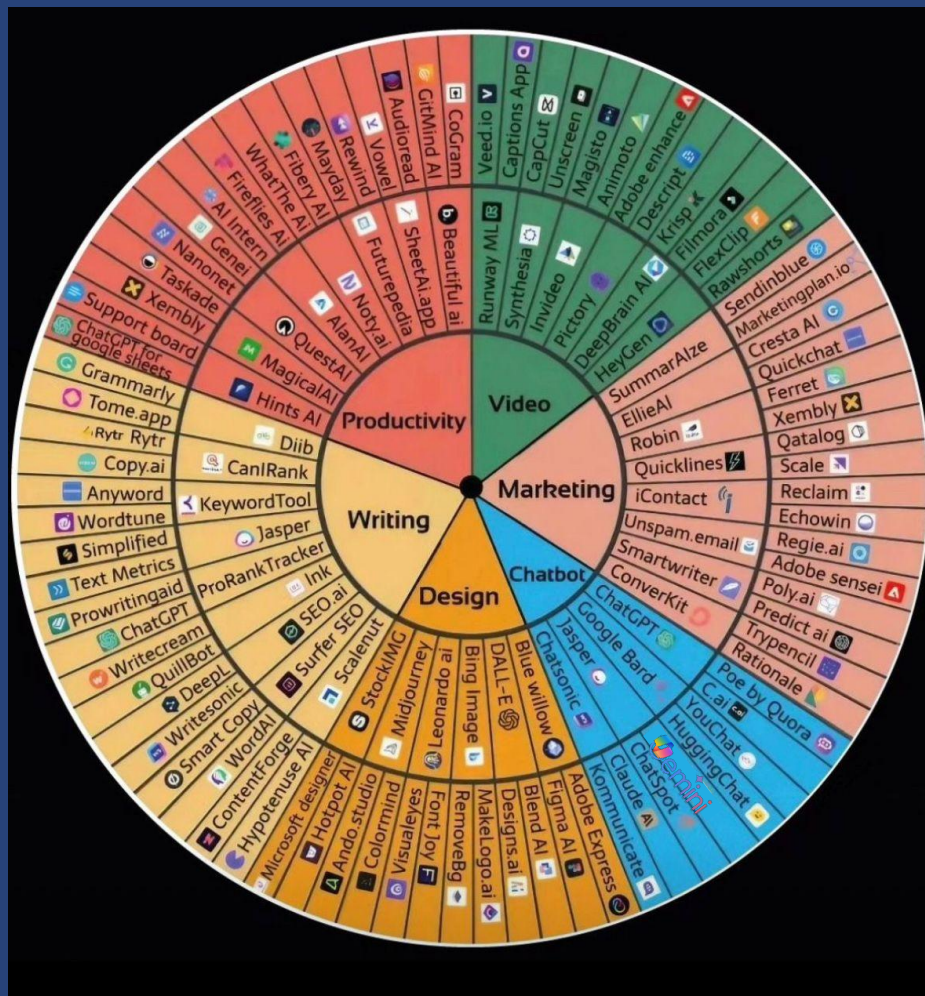 Productivity
Video
Marketing
Chatbot
Design
Writing
Hints AI
MagicalAI
QuestAI
AlanAI
Noty.ai
Futurepedia
SheetAi.app
Beautiful ai
Runway ML
Synthesia
Invideo
Pictory
DeepBrain AI
HeyGen
SummarAIze
EllieAI
Robin
Quicklines
iContact
Unspam.email
Smartwriter
ConverKit
ChatGPT
Google Bard
Jasper
Chatsonic
Blue willow
DALL-E
Bing Image
Leonardo ai
Midjourney
StockIMG
Scalenut
Surfer SEO
SEO.ai
Ink
ProRankTracker
Jasper
KeywordTool
CanIRank
Diib
ChatGPT for
google sheets
Support board
Xembly
Taskade
Nanonet
Genei
AI Intern
Fireflies Ai
WhatThe Ai
Fibery AI
Mayday
Rewind
Vowel
Audioread
GitMind AI
CoGram
Veed.io
Captions App
CapCut
Unscreen
Magisto
Animoto
Adobe enhance
Descript
Krisp
Filmora
FlexClip
Rawshorts
Sendinblue
Marketingplan.io
Cresta AI
Quickchat
Ferret
Xembly
Qatalog
Scale
Reclaim
Echowin
Regie.ai
Adobe sensei
Poly.ai
Predict ai
Trypencil
Rationale
Poe by Quora
C.ai
C.ai
YouChat
HuggingChat
Gemini
ChatSpot
Claude
AI
Kommunicate
Adobe Express
Figma AI
Blend AI
Designs.ai
MakeLogo.ai
RemoveBg
Font Joy
Visualeyes
Colormind
Ando.studio
Hotpot AI
Microsoft designer
Hypotenuse AI
ContentForge
WordAI
Smart Copy
Writesonic
DeepL
QuillBot
Writecream
ChatGPT
Prowritingaid
Text Metrics
Simplified
Wordtune
Anyword
Copy.ai
Rytr Rytr
Tome.app
Grammarly